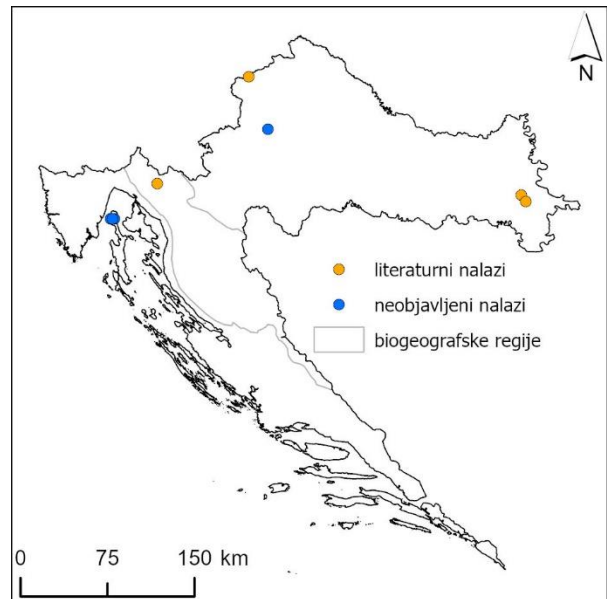 N
literaturni nalazi
neobjavljeni nalazi
biogeografske regije
0 75 150 km